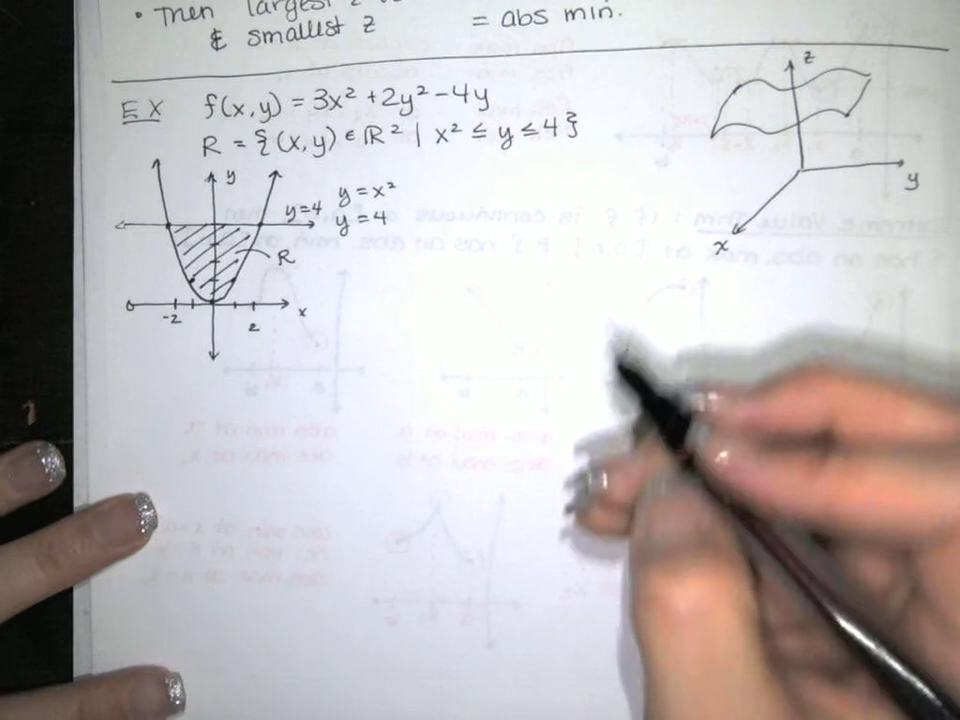 • Then largest z
& smallest z = abs min.
EX f(x,y) = 3x² + 2y² - 4y
R = {(x,y) ∈ ℝ² | x² ≤ y ≤ 4}
z
y
x
y
y = x²
y=4
y = 4
R
x
-2
2